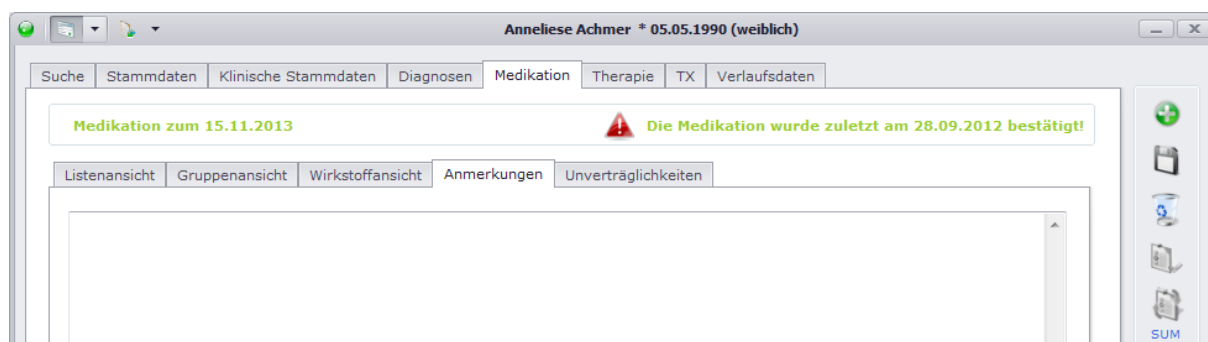 Anneliese Achmer * 05.05.1990 (weiblich)
Suche Stammdaten Klinische Stammdaten Diagnosen Medikation Therapie TX Verlaufsdaten
Medikation zum 15.11.2013 Die Medikation wurde zuletzt am 28.09.2012 bestätigt!
Listenansicht Gruppenansicht Wirkstoffansicht Anmerkungen Unverträglichkeiten
SUM